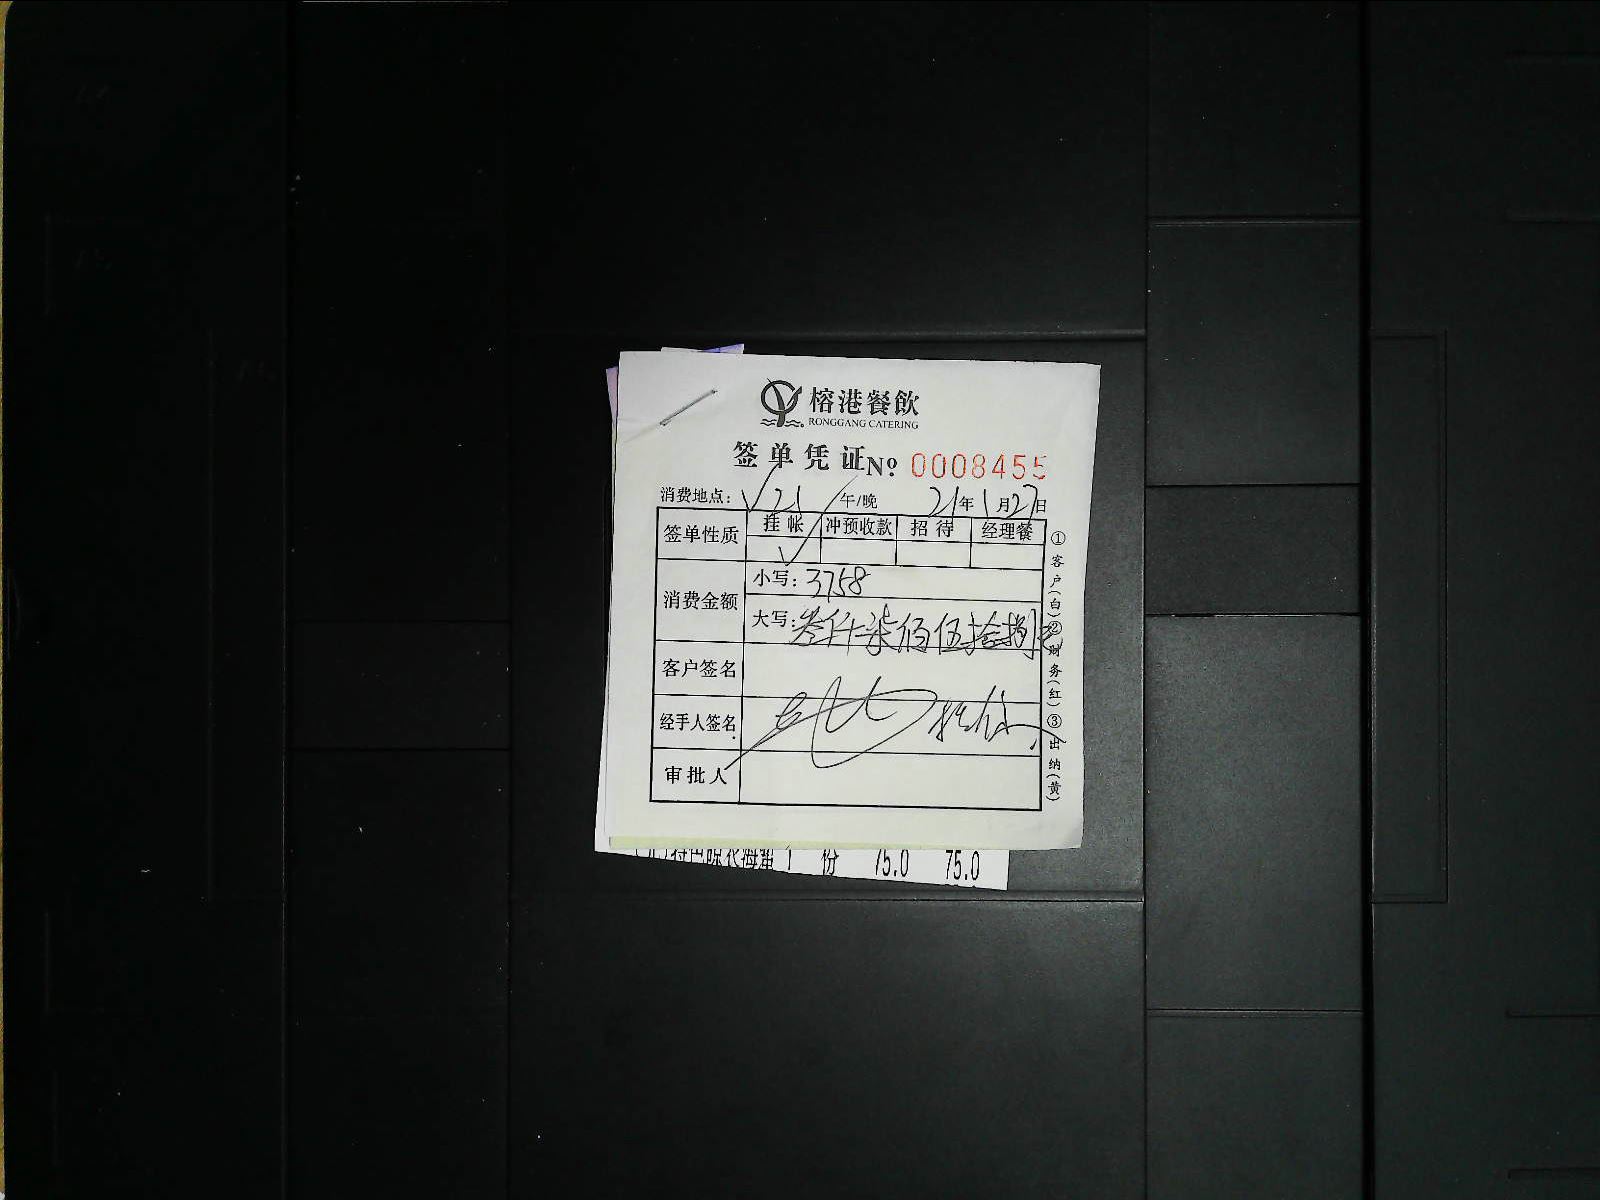 榕港餐飲
RONGGANG CATERING
签单凭证 № 0008455
消费地点: V21 午/晚 21年1月27日
签单性质 挂帐 冲预收款 招待 经理餐
消费金额 小写: 3758
大写: 叁仟柒佰伍拾捌元
客户签名
经手人签名
审批人
①客户(白)②财务(红)③出纳(黄)
份 75.0 75.0